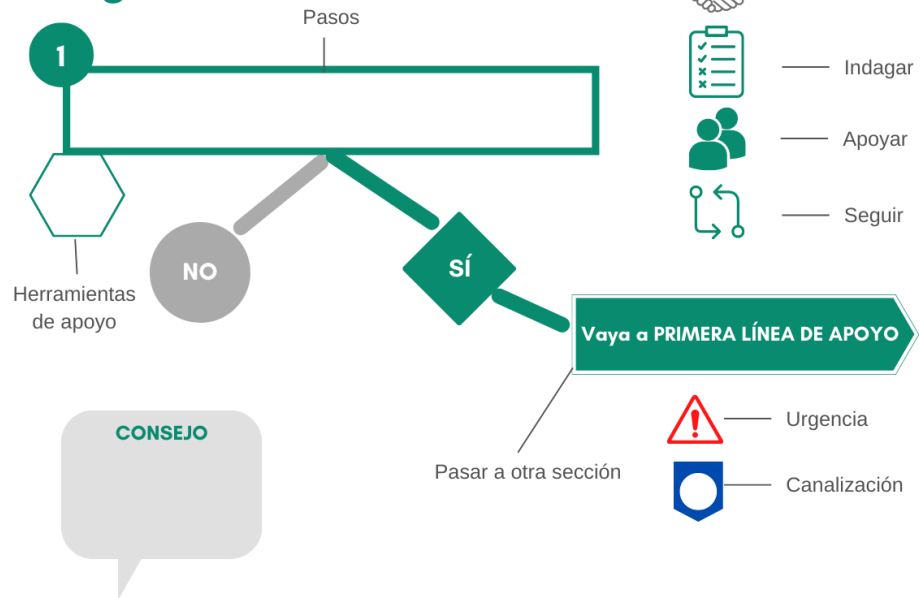 Pasos
1
Indagar
Apoyar
Seguir
NO
SÍ
Herramientas
de apoyo
Vaya a PRIMERA LÍNEA DE APOYO
Urgencia
CONSEJO
Pasar a otra sección
Canalización